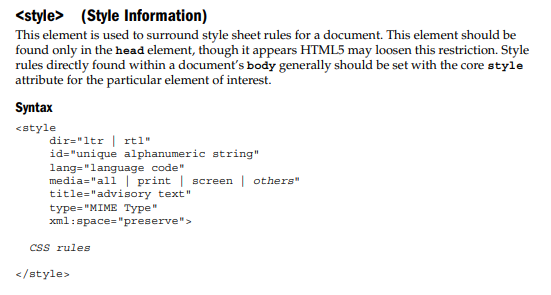 <style>   (Style Information)
This element is used to surround style sheet rules for a document. This element should be
found only in the head element, though it appears HTML5 may loosen this restriction. Style
rules directly found within a document's body generally should be set with the core style
attribute for the particular element of interest.
Syntax
<style
     dir="ltr | rtl"
     id="unique alphanumeric string"
     lang="language code"
     media="all | print | screen | others"
     title="advisory text"
     type="MIME Type"
     xml:space="preserve">
  CSS rules
</style>